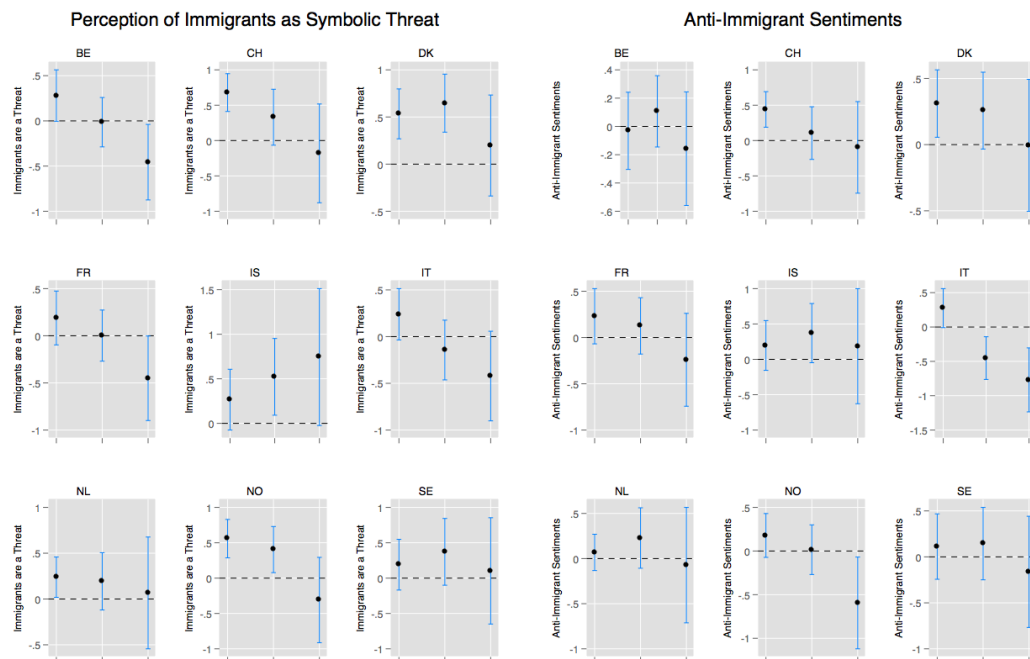 Perception of Immigrants as Symbolic Threat
BE
Immigrants are a Threat
.5
0
-.5
-1
CH
Immigrants are a Threat
1
.5
0
-.5
-1
DK
Immigrants are a Threat
1
.5
0
-.5
FR
Immigrants are a Threat
.5
0
-.5
-1
IS
Immigrants are a Threat
1.5
1
.5
0
IT
Immigrants are a Threat
.5
0
-.5
-1
NL
Immigrants are a Threat
1
.5
0
-.5
NO
Immigrants are a Threat
1
.5
0
-.5
-1
SE
Immigrants are a Threat
1
.5
0
-.5
-1
Anti-Immigrant Sentiments
BE
Anti-Immigrant Sentiments
.4
.2
0
-.2
-.4
-.6
CH
Anti-Immigrant Sentiments
1
.5
0
-.5
-1
DK
Anti-Immigrant Sentiments
.5
0
-.5
FR
Anti-Immigrant Sentiments
.5
0
-.5
-1
IS
Anti-Immigrant Sentiments
1
.5
0
-.5
-1
IT
Anti-Immigrant Sentiments
.5
0
-.5
-1
-1.5
NL
Anti-Immigrant Sentiments
.5
0
-.5
-1
NO
Anti-Immigrant Sentiments
.5
0
-.5
-1
SE
Anti-Immigrant Sentiments
.5
0
-.5
-1